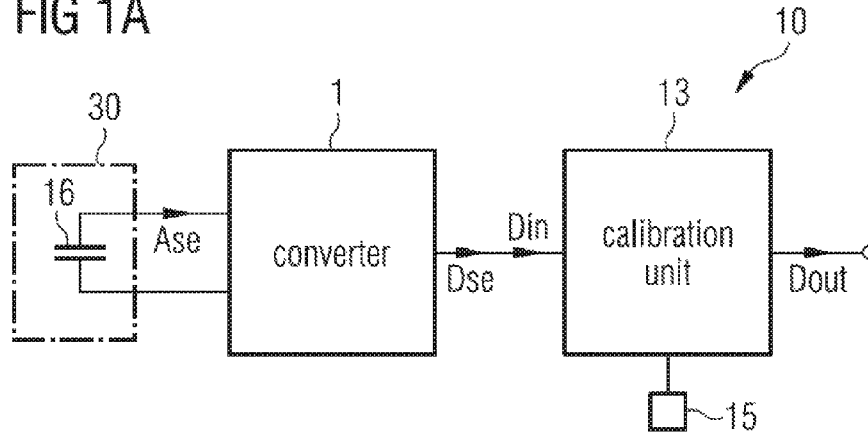 FIG 1A
10
30
1
13
16
Ase
converter
Dse
Din
calibration
unit
Dout
15